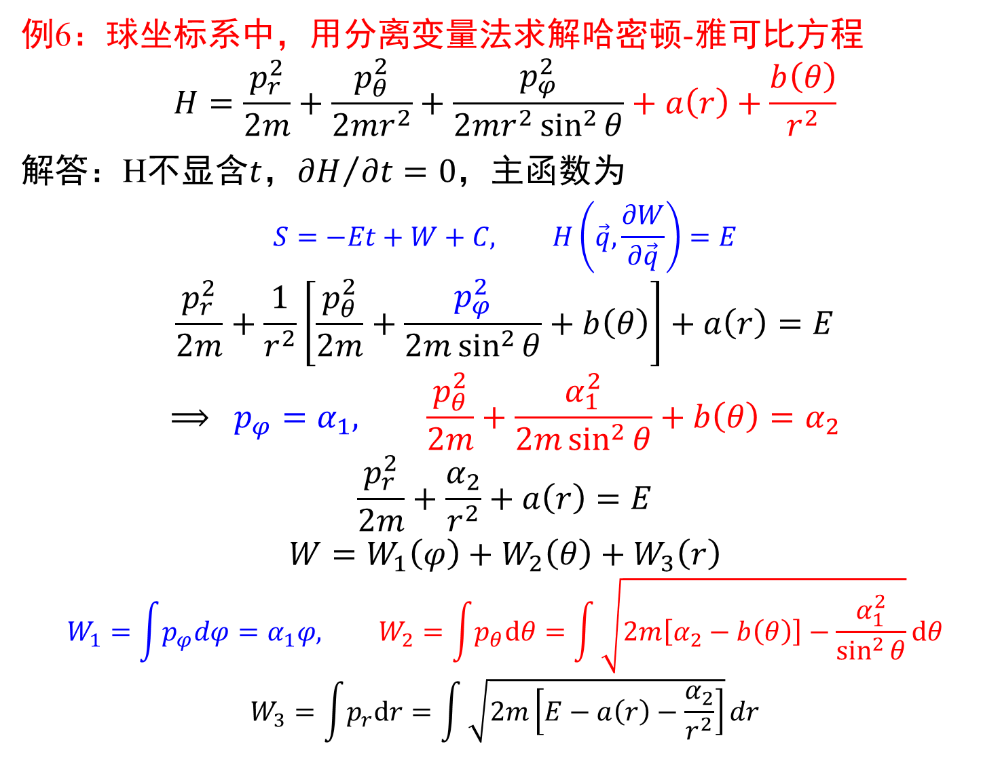 例6：球坐标系中，用分离变量法求解哈密顿-雅可比方程
$H = \frac{p_r^2}{2m} + \frac{p_\theta^2}{2mr^2} + \frac{p_\varphi^2}{2mr^2 \sin^2 \theta} + a(r) + \frac{b(\theta)}{r^2}$
解答：H不显含$t$，$\partial H/\partial t = 0$，主函数为
$S = -Et + W + C, \quad H\left(\vec{q}, \frac{\partial W}{\partial \vec{q}}\right) = E$
$\frac{p_r^2}{2m} + \frac{1}{r^2}\left[\frac{p_\theta^2}{2m} + \frac{p_\varphi^2}{2m \sin^2 \theta} + b(\theta)\right] + a(r) = E$
$\Longrightarrow p_\varphi = \alpha_1, \quad \frac{p_\theta^2}{2m} + \frac{\alpha_1^2}{2m \sin^2 \theta} + b(\theta) = \alpha_2$
$\frac{p_r^2}{2m} + \frac{\alpha_2}{r^2} + a(r) = E$
$W = W_1(\varphi) + W_2(\theta) + W_3(r)$
$W_1 = \int p_\varphi d\varphi = \alpha_1 \varphi, \quad W_2 = \int p_\theta \mathrm{d}\theta = \int \sqrt{2m[\alpha_2 - b(\theta)] - \frac{\alpha_1^2}{\sin^2 \theta}} \mathrm{d}\theta$
$W_3 = \int p_r \mathrm{d}r = \int \sqrt{2m\left[E - a(r) - \frac{\alpha_2}{r^2}\right]} dr$